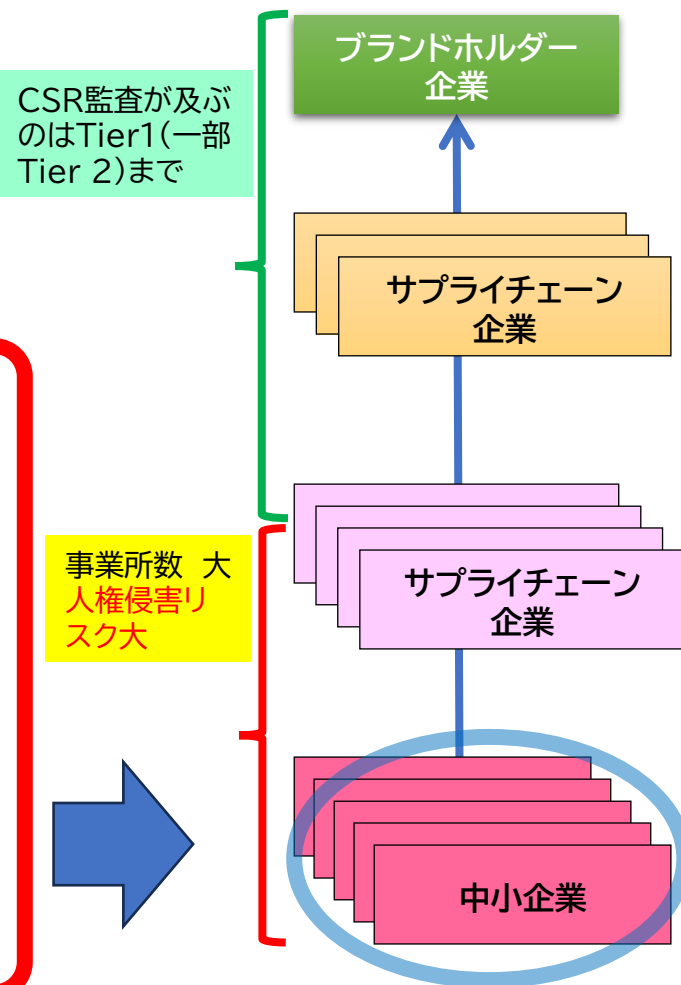 ブランドホルダー
企業
CSR監査が及ぶ
のはTier1(一部
Tier 2)まで
サプライチェーン
企業
事業所数 大
人権侵害リ
スク大
サプライチェーン
企業
中小企業